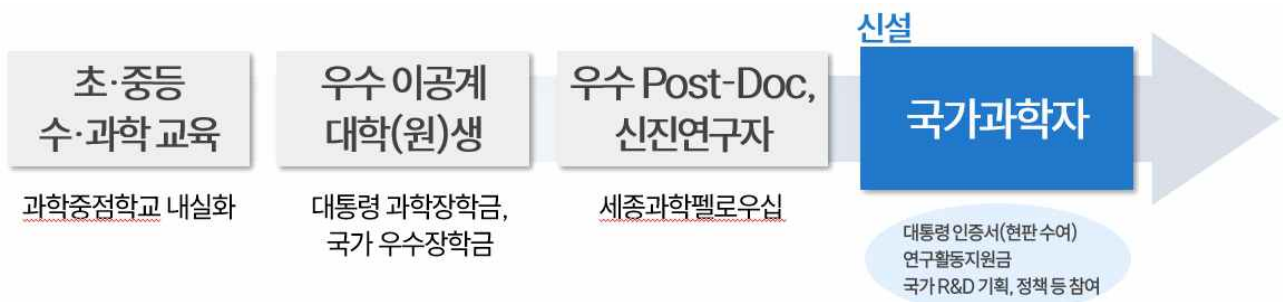 초·중등
수·과학 교육
과학중점학교 내실화
우수 이공계
대학(원)생
대통령 과학장학금,
국가 우수장학금
우수 Post-Doc,
신진연구자
세종과학펠로우십
신설
국가과학자
대통령 인증서(현판 수여)
연구활동지원금
국가 R&D 기획, 정책 등 참여